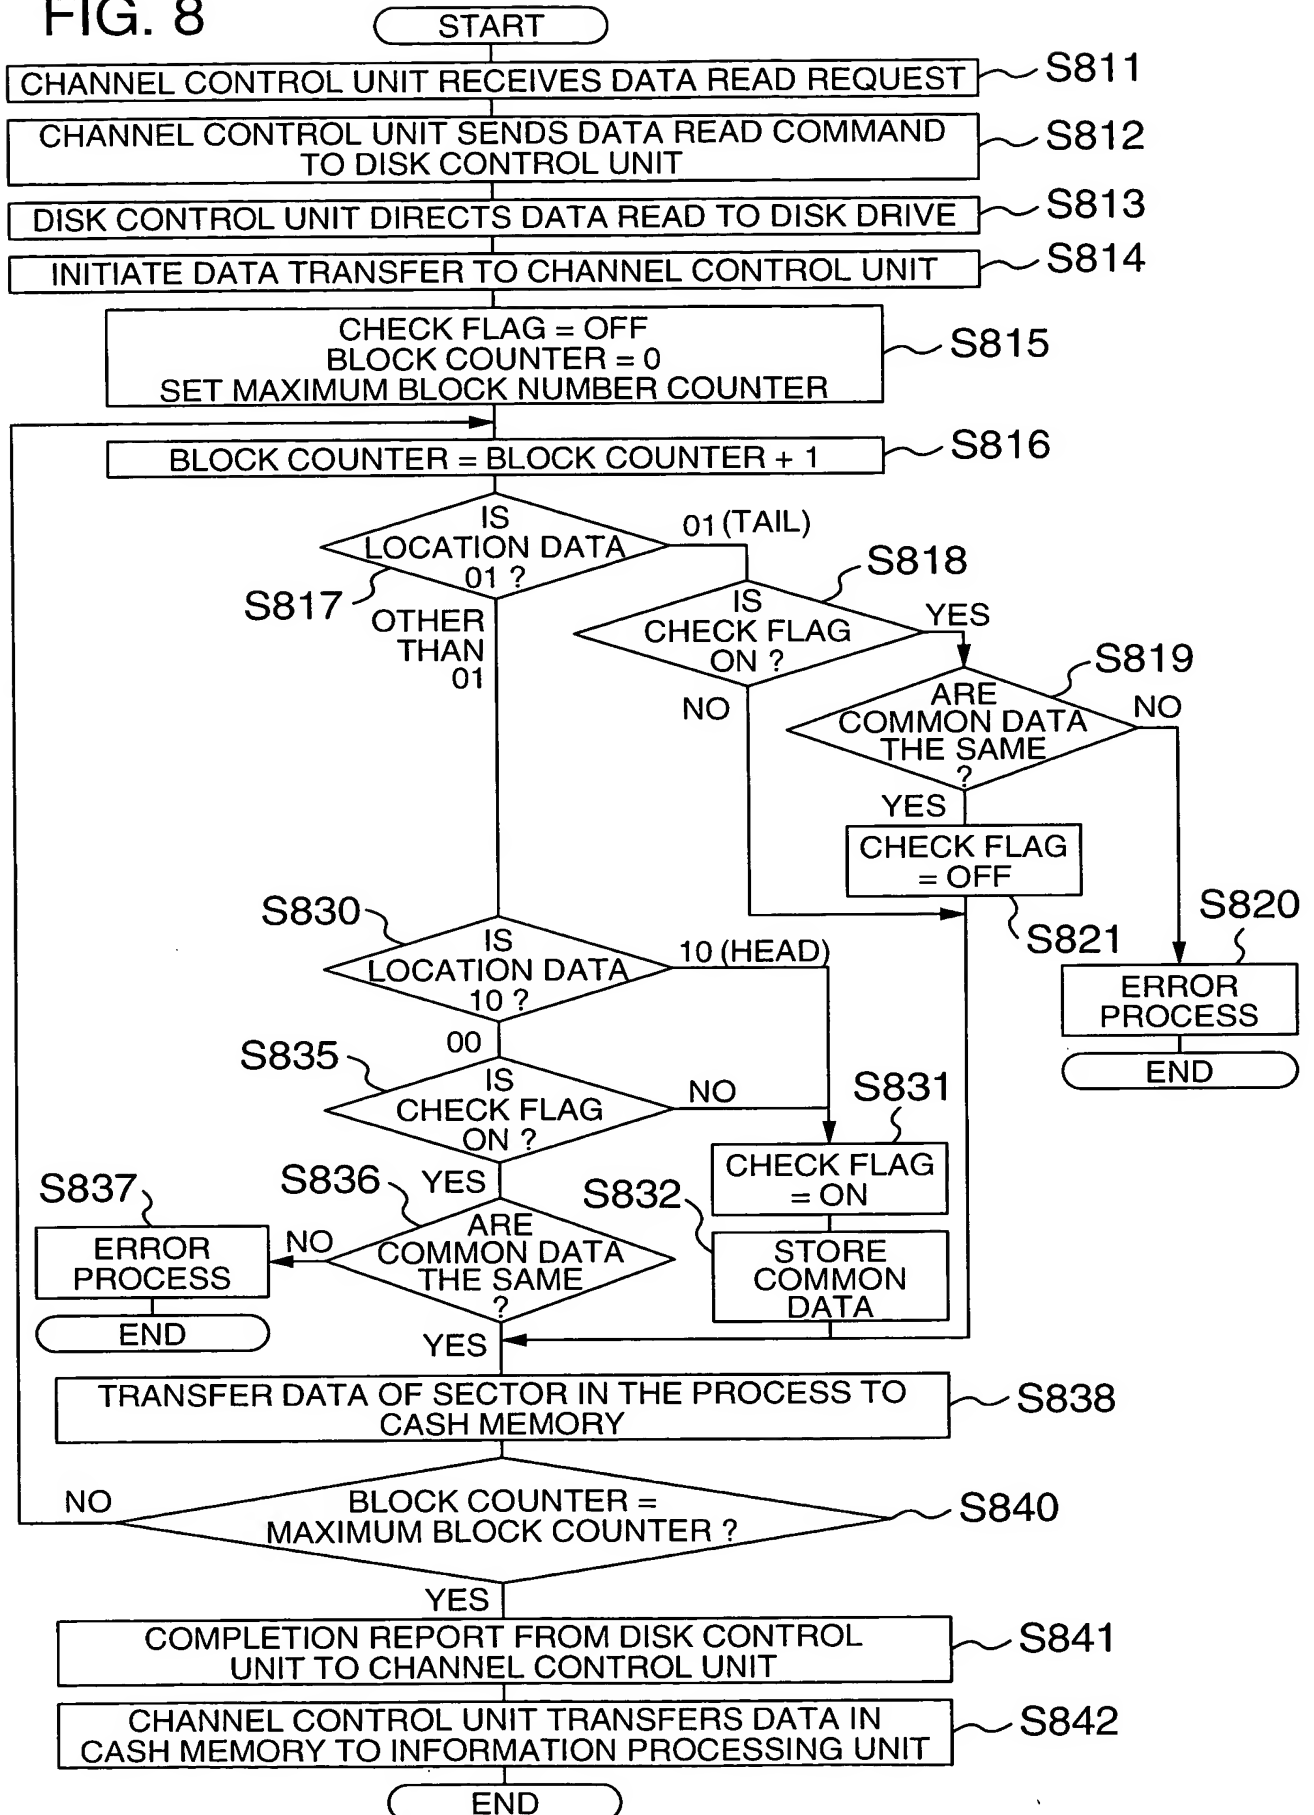 FIG. 8
START
CHANNEL CONTROL UNIT RECEIVES DATA READ REQUEST
S811
CHANNEL CONTROL UNIT SENDS DATA READ COMMAND
TO DISK CONTROL UNIT
S812
DISK CONTROL UNIT DIRECTS DATA READ TO DISK DRIVE
S813
INITIATE DATA TRANSFER TO CHANNEL CONTROL UNIT
S814
CHECK FLAG = OFF
BLOCK COUNTER = 0
SET MAXIMUM BLOCK NUMBER COUNTER
S815
BLOCK COUNTER = BLOCK COUNTER + 1
S816
IS
LOCATION DATA
01 ?
S817
01 (TAIL)
OTHER
THAN
01
IS
CHECK FLAG
ON ?
S818
YES
NO
ARE
COMMON DATA
THE SAME
?
S819
NO
YES
CHECK FLAG
= OFF
S821
S820
ERROR
PROCESS
END
S830
IS
LOCATION DATA
10 ?
10 (HEAD)
00
S835
IS
CHECK FLAG
ON ?
NO
YES
S831
CHECK FLAG
= ON
S832
STORE
COMMON
DATA
S836
ARE
COMMON DATA
THE SAME
?
NO
S837
ERROR
PROCESS
END
YES
TRANSFER DATA OF SECTOR IN THE PROCESS TO
CASH MEMORY
S838
BLOCK COUNTER =
MAXIMUM BLOCK COUNTER ?
S840
NO
YES
COMPLETION REPORT FROM DISK CONTROL
UNIT TO CHANNEL CONTROL UNIT
S841
CHANNEL CONTROL UNIT TRANSFERS DATA IN
CASH MEMORY TO INFORMATION PROCESSING UNIT
S842
END